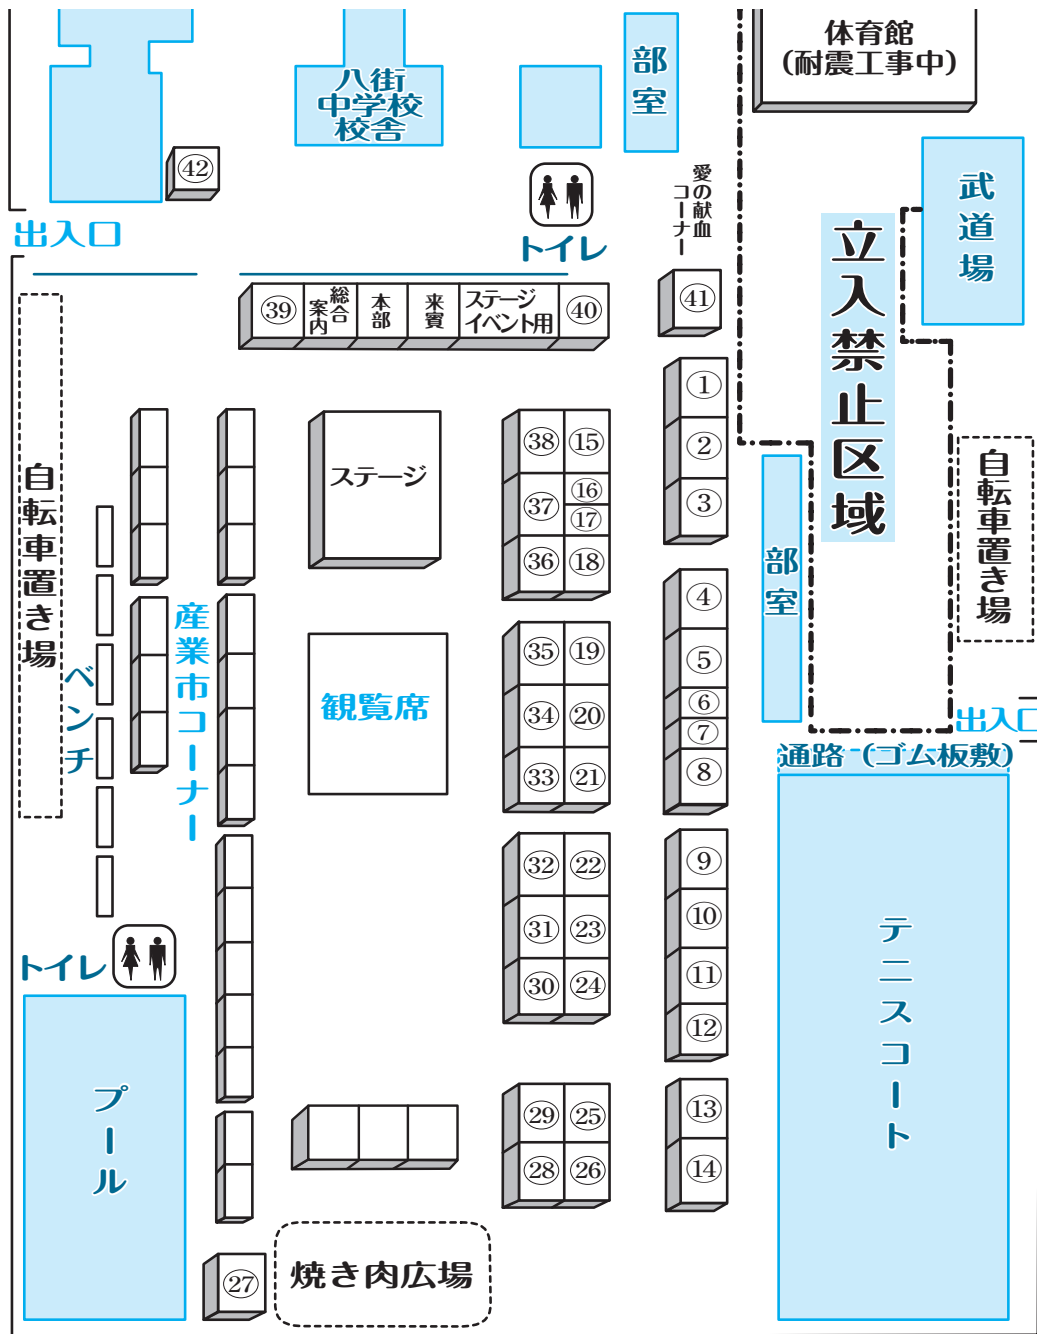 体育館
(耐震工事中)
部室
八街
中学校
校舎
㊷
武道場
愛の献血
コーナー
出入口
トイレ
立入禁止区域
㊶
㊴
総合
案内
本部
来賓
ステージ
イベント用
㊵
①
②
③
自転車置き場
ステージ
㊳
⑮
㊲
⑯
⑰
㊱
⑱
自転車置き場
部室
④
⑤
⑥
⑦
⑧
産業市コーナー
ベンチ
観覧席
㉟
⑲
㉞
⑳
㉝
㉑
出入口
通路(ゴム板敷)
㉜
㉒
㉛
㉓
㉚
㉔
⑨
⑩
⑪
⑫
トイレ
テニスコート
プール
㉙
㉕
㉘
㉖
⑬
⑭
㉗
焼き肉広場